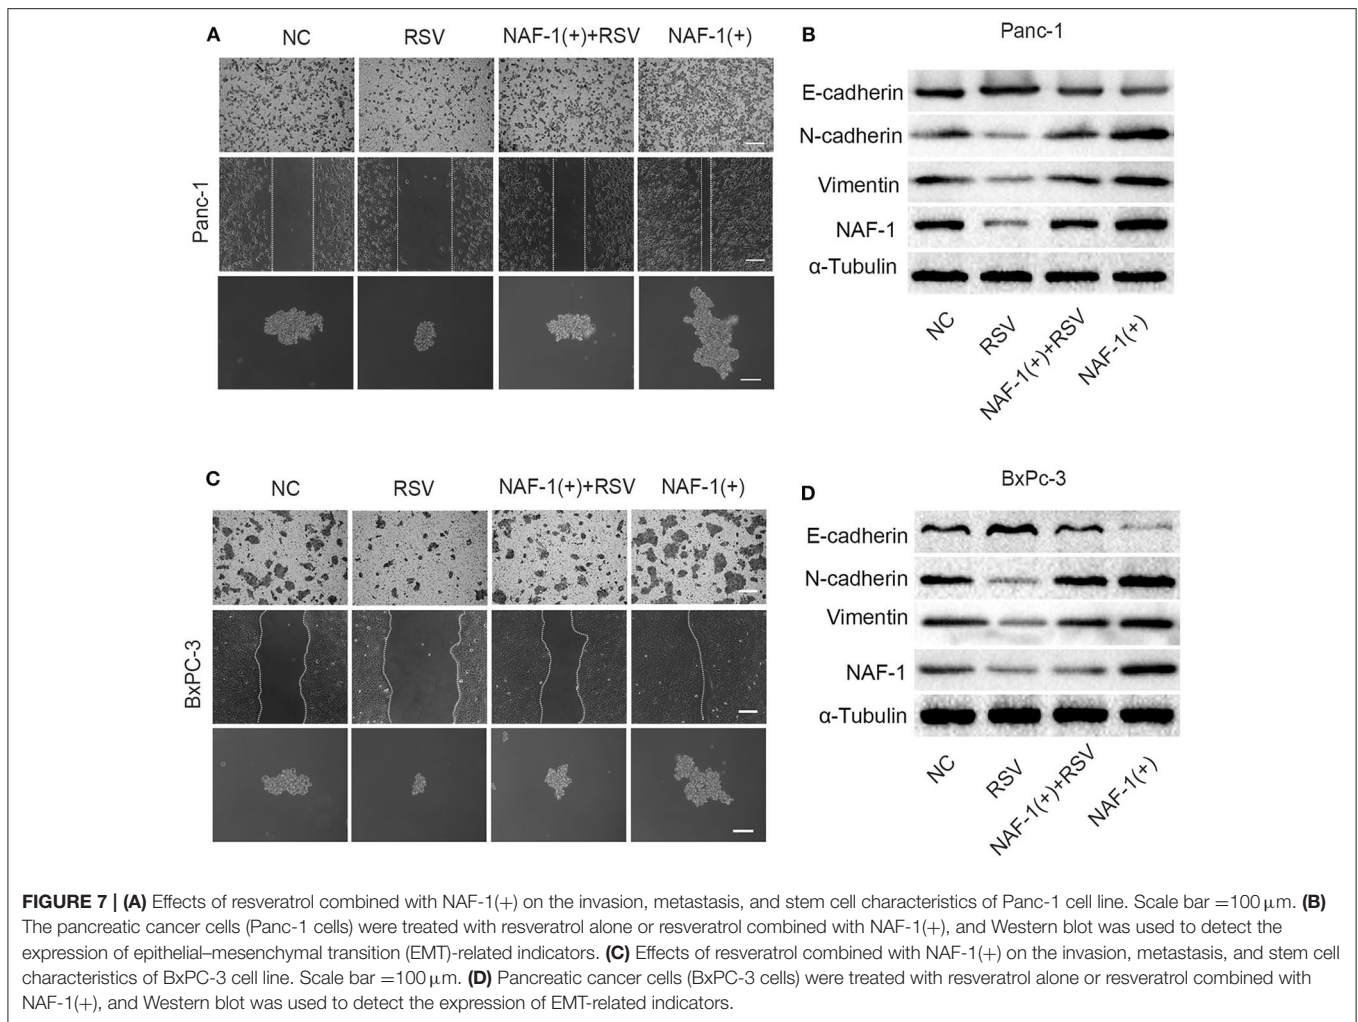 A
NC RSV NAF-1(+)+RSV NAF-1(+)
Panc-1
B
Panc-1
E-cadherin
N-cadherin
Vimentin
NAF-1
α-Tubulin
NC RSV NAF-1(+)+RSV NAF-1(+)
C
NC RSV NAF-1(+)+RSV NAF-1(+)
BxPC-3
D
BxPc-3
E-cadherin
N-cadherin
Vimentin
NAF-1
α-Tubulin
NC RSV NAF-1(+)+RSV NAF-1(+)
FIGURE 7 | (A) Effects of resveratrol combined with NAF-1(+) on the invasion, metastasis, and stem cell characteristics of Panc-1 cell line. Scale bar =100 μm. (B)
The pancreatic cancer cells (Panc-1 cells) were treated with resveratrol alone or resveratrol combined with NAF-1(+), and Western blot was used to detect the
expression of epithelial–mesenchymal transition (EMT)-related indicators. (C) Effects of resveratrol combined with NAF-1(+) on the invasion, metastasis, and stem cell
characteristics of BxPC-3 cell line. Scale bar =100 μm. (D) Pancreatic cancer cells (BxPC-3 cells) were treated with resveratrol alone or resveratrol combined with
NAF-1(+), and Western blot was used to detect the expression of EMT-related indicators.